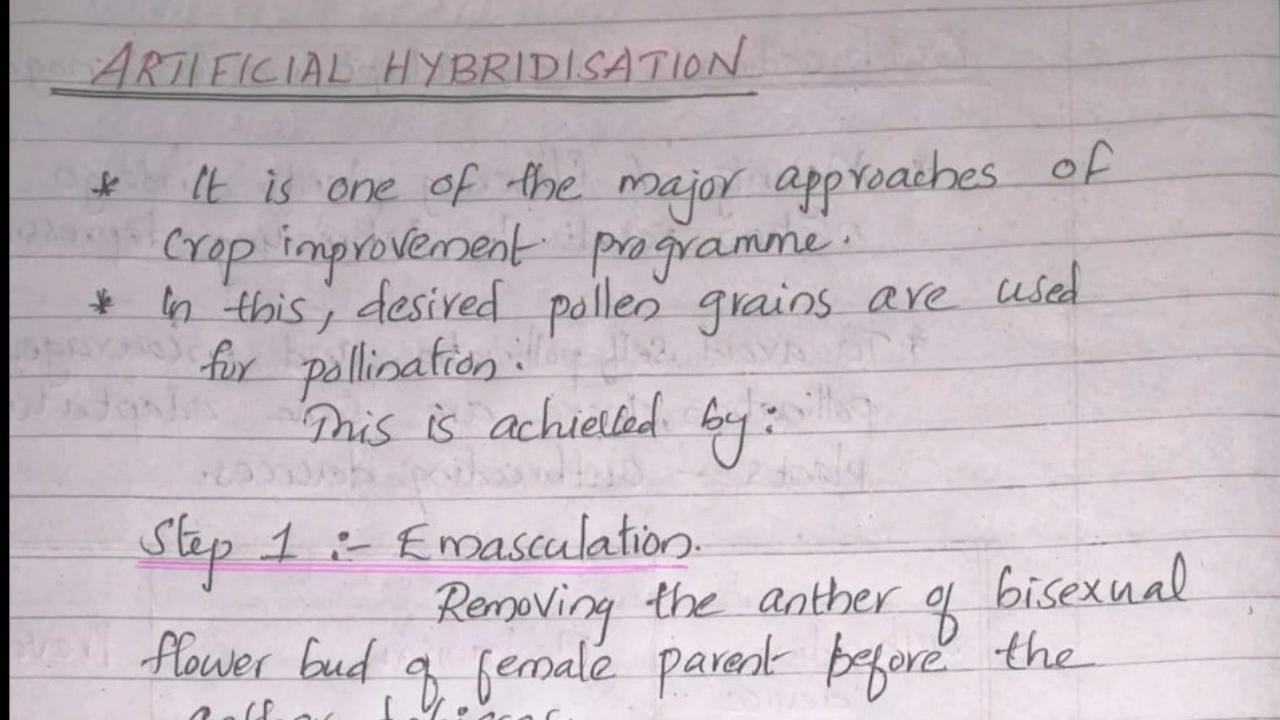 ARTIFICIAL HYBRIDISATION
* It is one of the major approaches of
crop improvement programme.
* In this, desired pollen grains are used
for pollination.
This is achieved by:
Step 1 :- Emasculation.
Removing the anther of bisexual
flower bud of female parent before the